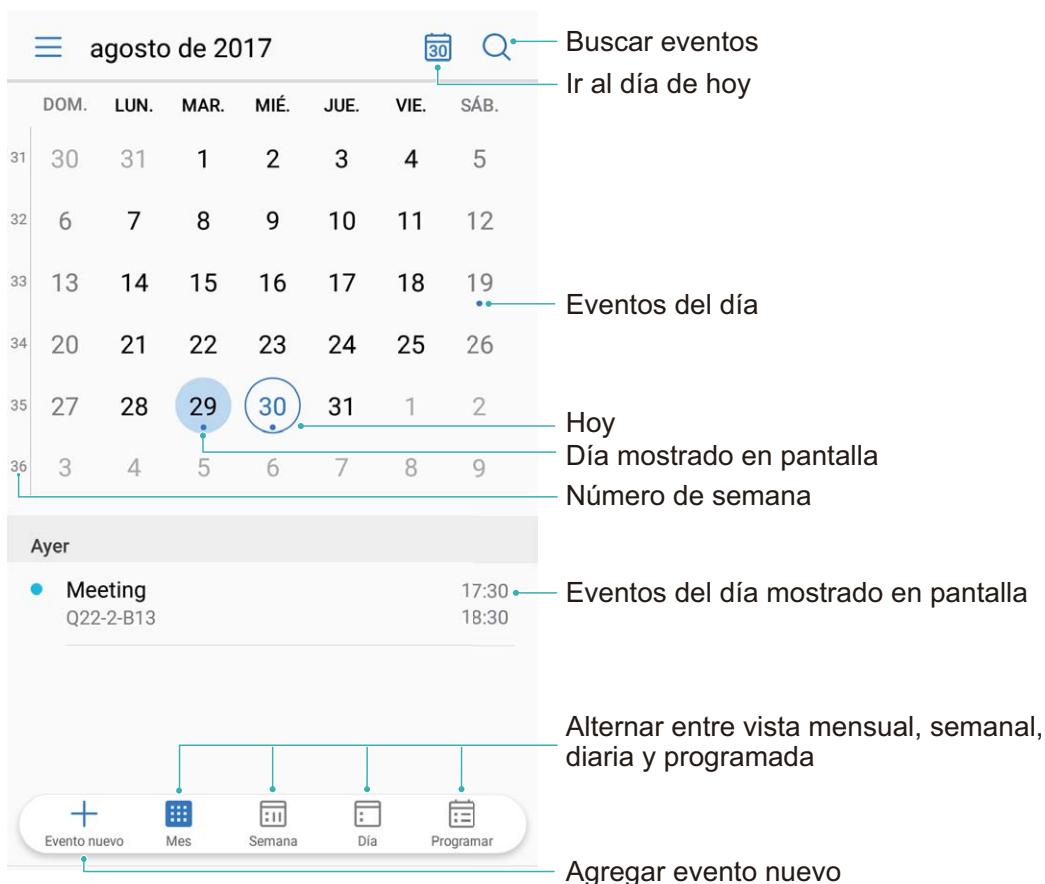 agosto de 2017
30
Buscar eventos
Ir al día de hoy
DOM. LUN. MAR. MIÉ. JUE. VIE. SÁB.
31 30 31 1 2 3 4 5
32 6 7 8 9 10 11 12
33 13 14 15 16 17 18 19
Eventos del día
34 20 21 22 23 24 25 26
35 27 28 29 30 31 1 2
Hoy
Día mostrado en pantalla
36 3 4 5 6 7 8 9
Número de semana
Ayer
Meeting 17:30
Eventos del día mostrado en pantalla
Q22-2-B13 18:30
Alternar entre vista mensual, semanal,
diaria y programada
Evento nuevo Mes Semana Día Programar
Agregar evento nuevo